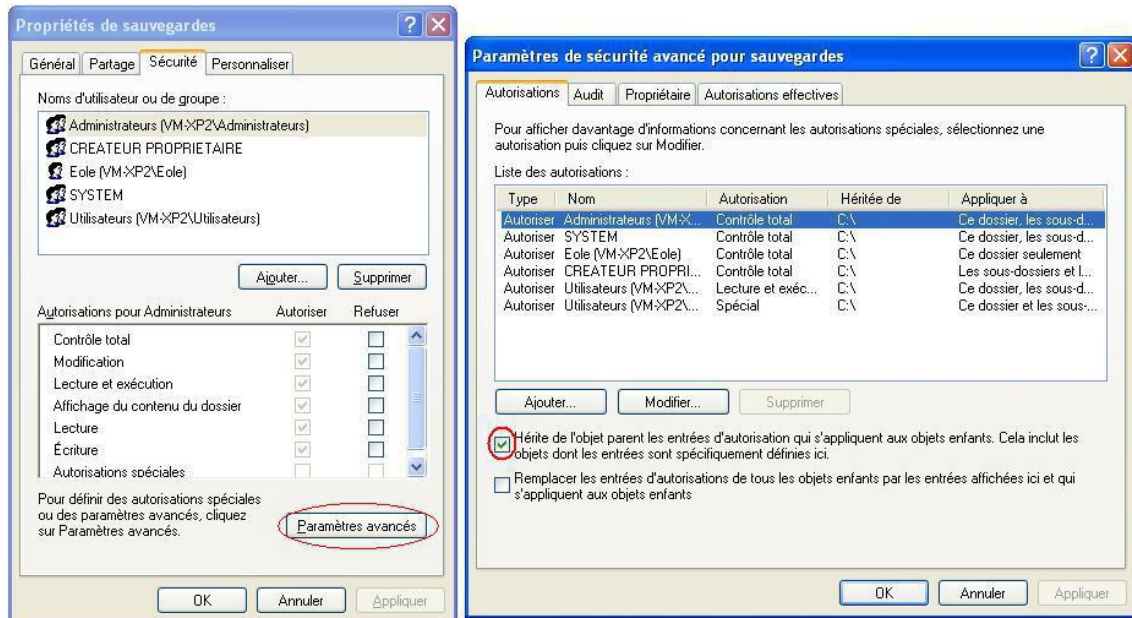 Propriétés de sauvegardes
Général Partage Sécurité Personnaliser
Noms d'utilisateur ou de groupe :
Administrateurs (VM-XP2\Administrateurs)
CREATEUR PROPRIETAIRE
Eole (VM-XP2\Eole)
SYSTEM
Utilisateurs (VM-XP2\Utilisateurs)
Ajouter... Supprimer
Autorisations pour Administrateurs Autoriser Refuser
Contrôle total
Modification
Lecture et exécution
Affichage du contenu du dossier
Lecture
Écriture
Autorisations spéciales
Pour définir des autorisations spéciales
ou des paramètres avancés, cliquez
sur Paramètres avancés.
Paramètres avancés
OK Annuler Appliquer
Paramètres de sécurité avancé pour sauvegardes
Autorisations Audit Propriétaire Autorisations effectives
Pour afficher davantage d'informations concernant les autorisations spéciales, sélectionnez une
autorisation puis cliquez sur Modifier.
Liste des autorisations :
Type Nom Autorisation Héritée de Appliquer à
Autoriser Administrateurs (VM-X... Contrôle total C:\ Ce dossier, les sous-d...
Autoriser SYSTEM Contrôle total C:\ Ce dossier, les sous-d...
Autoriser Eole (VM-XP2\Eole) Contrôle total C:\ Ce dossier seulement
Autoriser CREATEUR PROPRI... Contrôle total C:\ Les sous-dossiers et l...
Autoriser Utilisateurs (VM-XP2\... Lecture et exéc... C:\ Ce dossier, les sous-d...
Autoriser Utilisateurs (VM-XP2\... Spécial C:\ Ce dossier et les sous-...
Ajouter... Modifier... Supprimer
Hérite de l'objet parent les entrées d'autorisation qui s'appliquent aux objets enfants. Cela inclut les
objets dont les entrées sont spécifiquement définies ici.
Remplacer les entrées d'autorisations de tous les objets enfants par les entrées affichées ici et qui
s'appliquent aux objets enfants
OK Annuler Appliquer